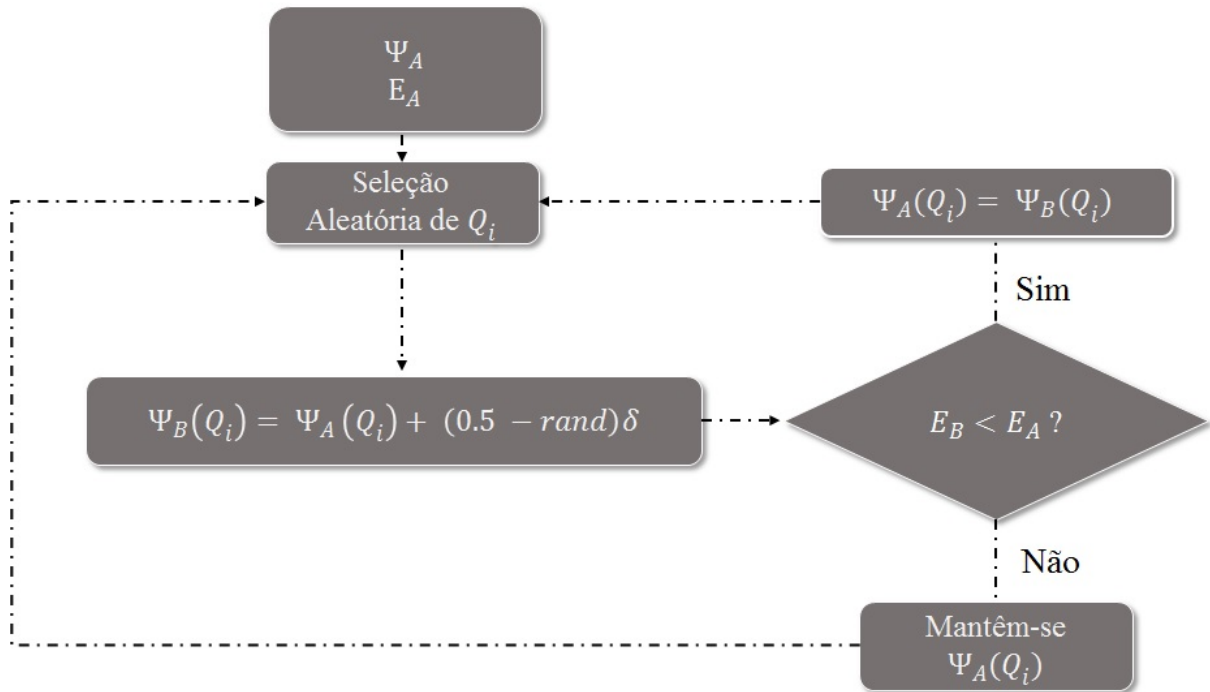 Ψ_A
E_A
Seleção
Aleatória de Q_i
Ψ_A(Q_i) = Ψ_B(Q_i)
Sim
Ψ_B(Q_i) = Ψ_A(Q_i) + (0.5 − rand)δ
E_B < E_A ?
Não
Mantêm-se
Ψ_A(Q_i)